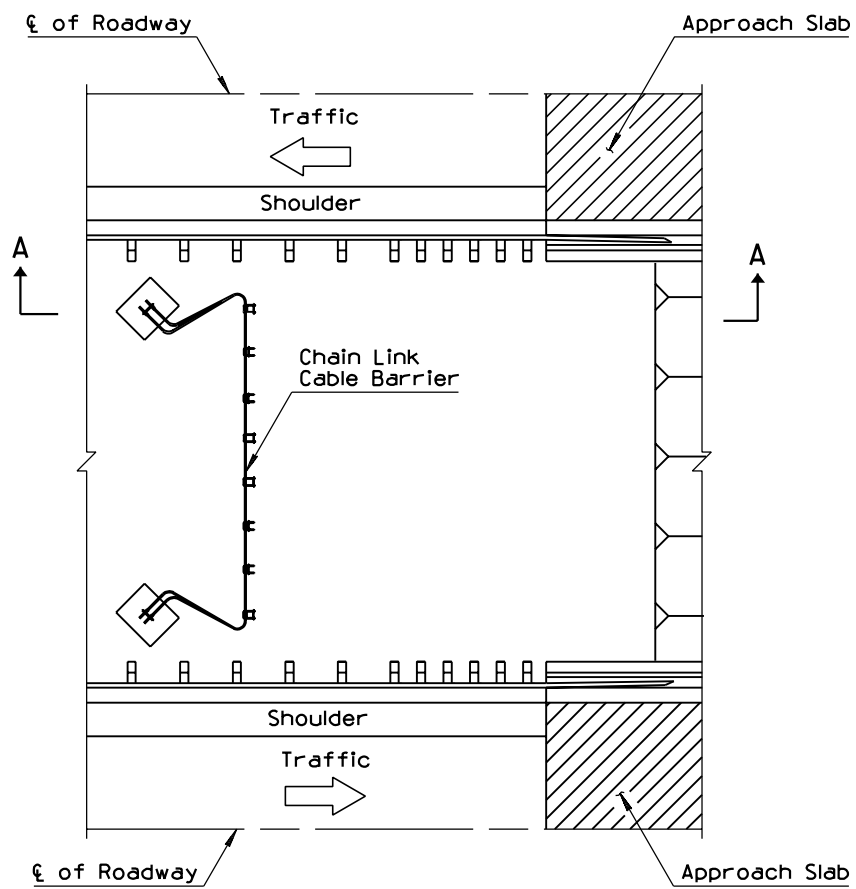 ℄ of Roadway
Approach Slab
Traffic
Shoulder
A
A
Chain Link
Cable Barrier
Shoulder
Traffic
℄ of Roadway
Approach Slab